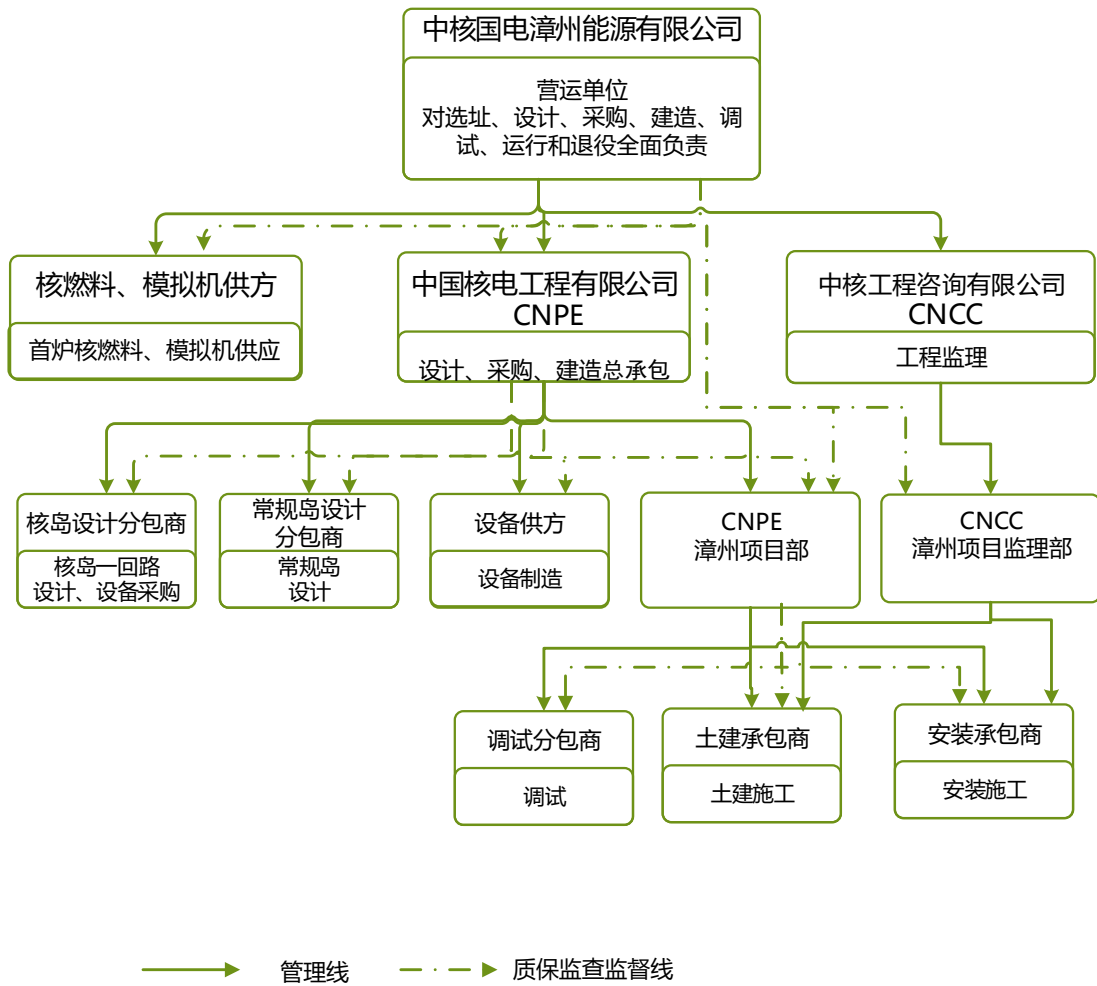 中核国电漳州能源有限公司
营运单位
对选址、设计、采购、建造、调
试、运行和退役全面负责
核燃料、模拟机供方
首炉核燃料、模拟机供应
中国核电工程有限公司
CNPE
设计、采购、建造总承包
中核工程咨询有限公司
CNCC
工程监理
核岛设计分包商
核岛一回路
设计、设备采购
常规岛设计
分包商
常规岛
设计
设备供方
设备制造
CNPE
漳州项目部
CNCC
漳州项目监理部
调试分包商
调试
土建承包商
土建施工
安装承包商
安装施工
管理线
质保监查监督线